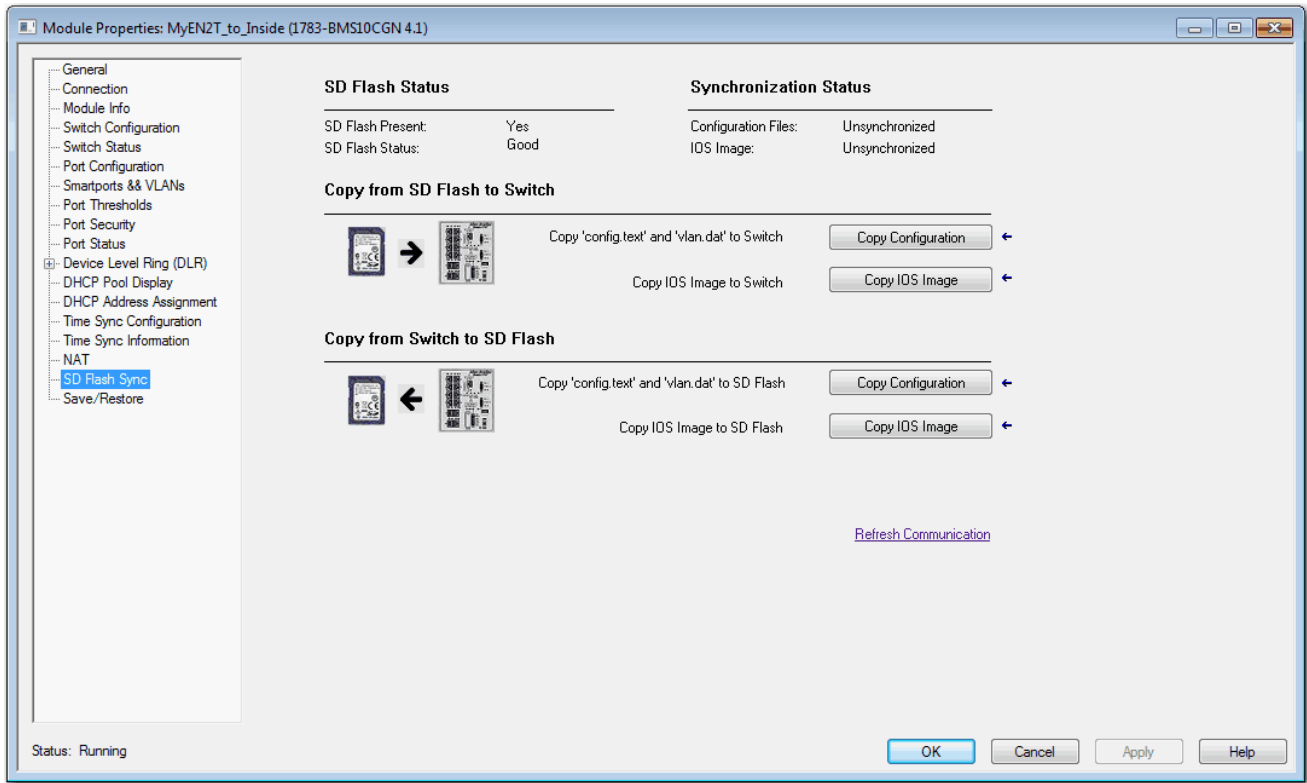 Module Properties: MyEN2T_to_Inside (1783-BMS10CGN 4.1)
General
Connection
Module Info
Switch Configuration
Switch Status
Port Configuration
Smartports && VLANs
Port Thresholds
Port Security
Port Status
Device Level Ring (DLR)
DHCP Pool Display
DHCP Address Assignment
Time Sync Configuration
Time Sync Information
NAT
SD Flash Sync
Save/Restore
SD Flash Status
SD Flash Present: Yes
SD Flash Status: Good
Synchronization Status
Configuration Files: Unsynchronized
IOS Image: Unsynchronized
Copy from SD Flash to Switch
Copy 'config.text' and 'vlan.dat' to Switch Copy Configuration
Copy IOS Image to Switch Copy IOS Image
Copy from Switch to SD Flash
Copy 'config.text' and 'vlan.dat' to SD Flash Copy Configuration
Copy IOS Image to SD Flash Copy IOS Image
Refresh Communication
Status: Running OK Cancel Apply Help